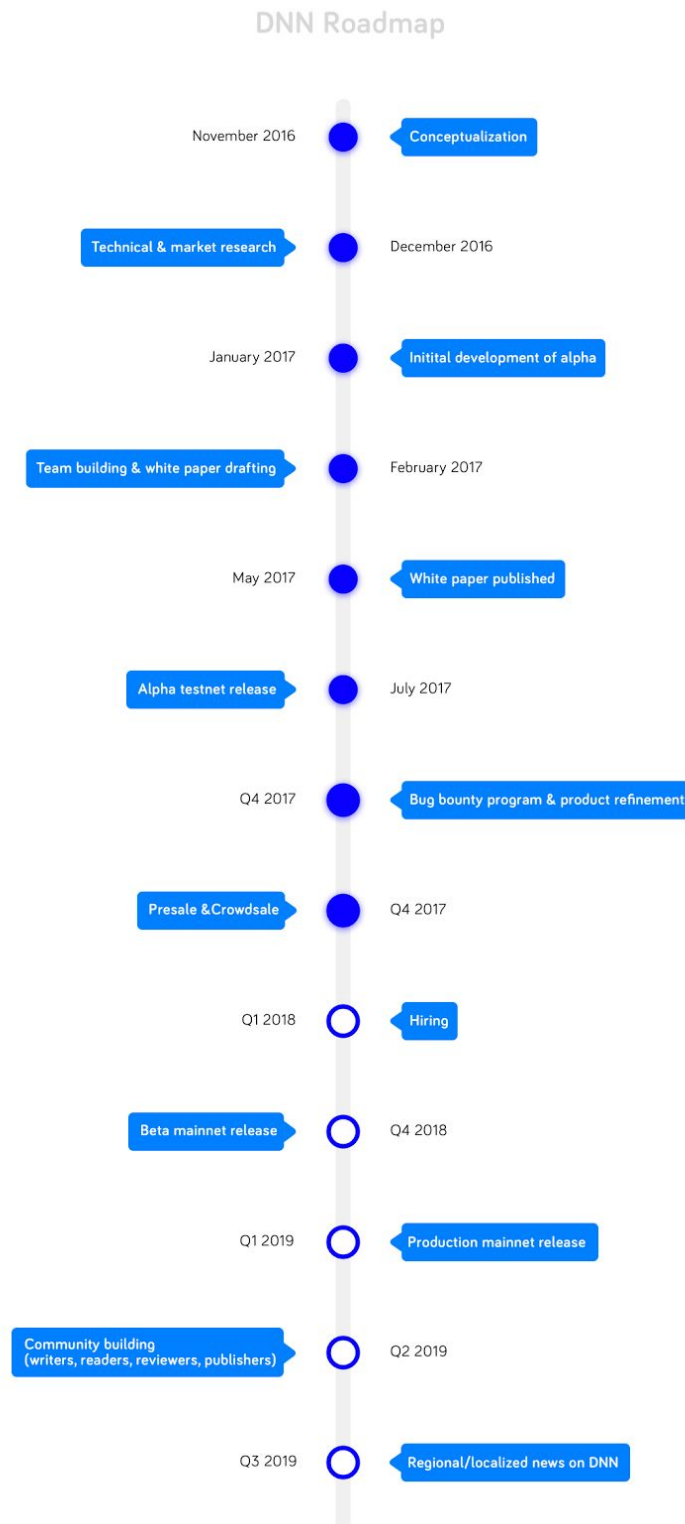 DNN Roadmap
November 2016
Conceptualization
Technical & market research
December 2016
January 2017
Initital development of alpha
Team building & white paper drafting
February 2017
May 2017
White paper published
Alpha testnet release
July 2017
Q4 2017
Bug bounty program & product refinement
Presale &Crowdsale
Q4 2017
Q1 2018
Hiring
Beta mainnet release
Q4 2018
Q1 2019
Production mainnet release
Community building
(writers, readers, reviewers, publishers)
Q2 2019
Q3 2019
Regional/localized news on DNN